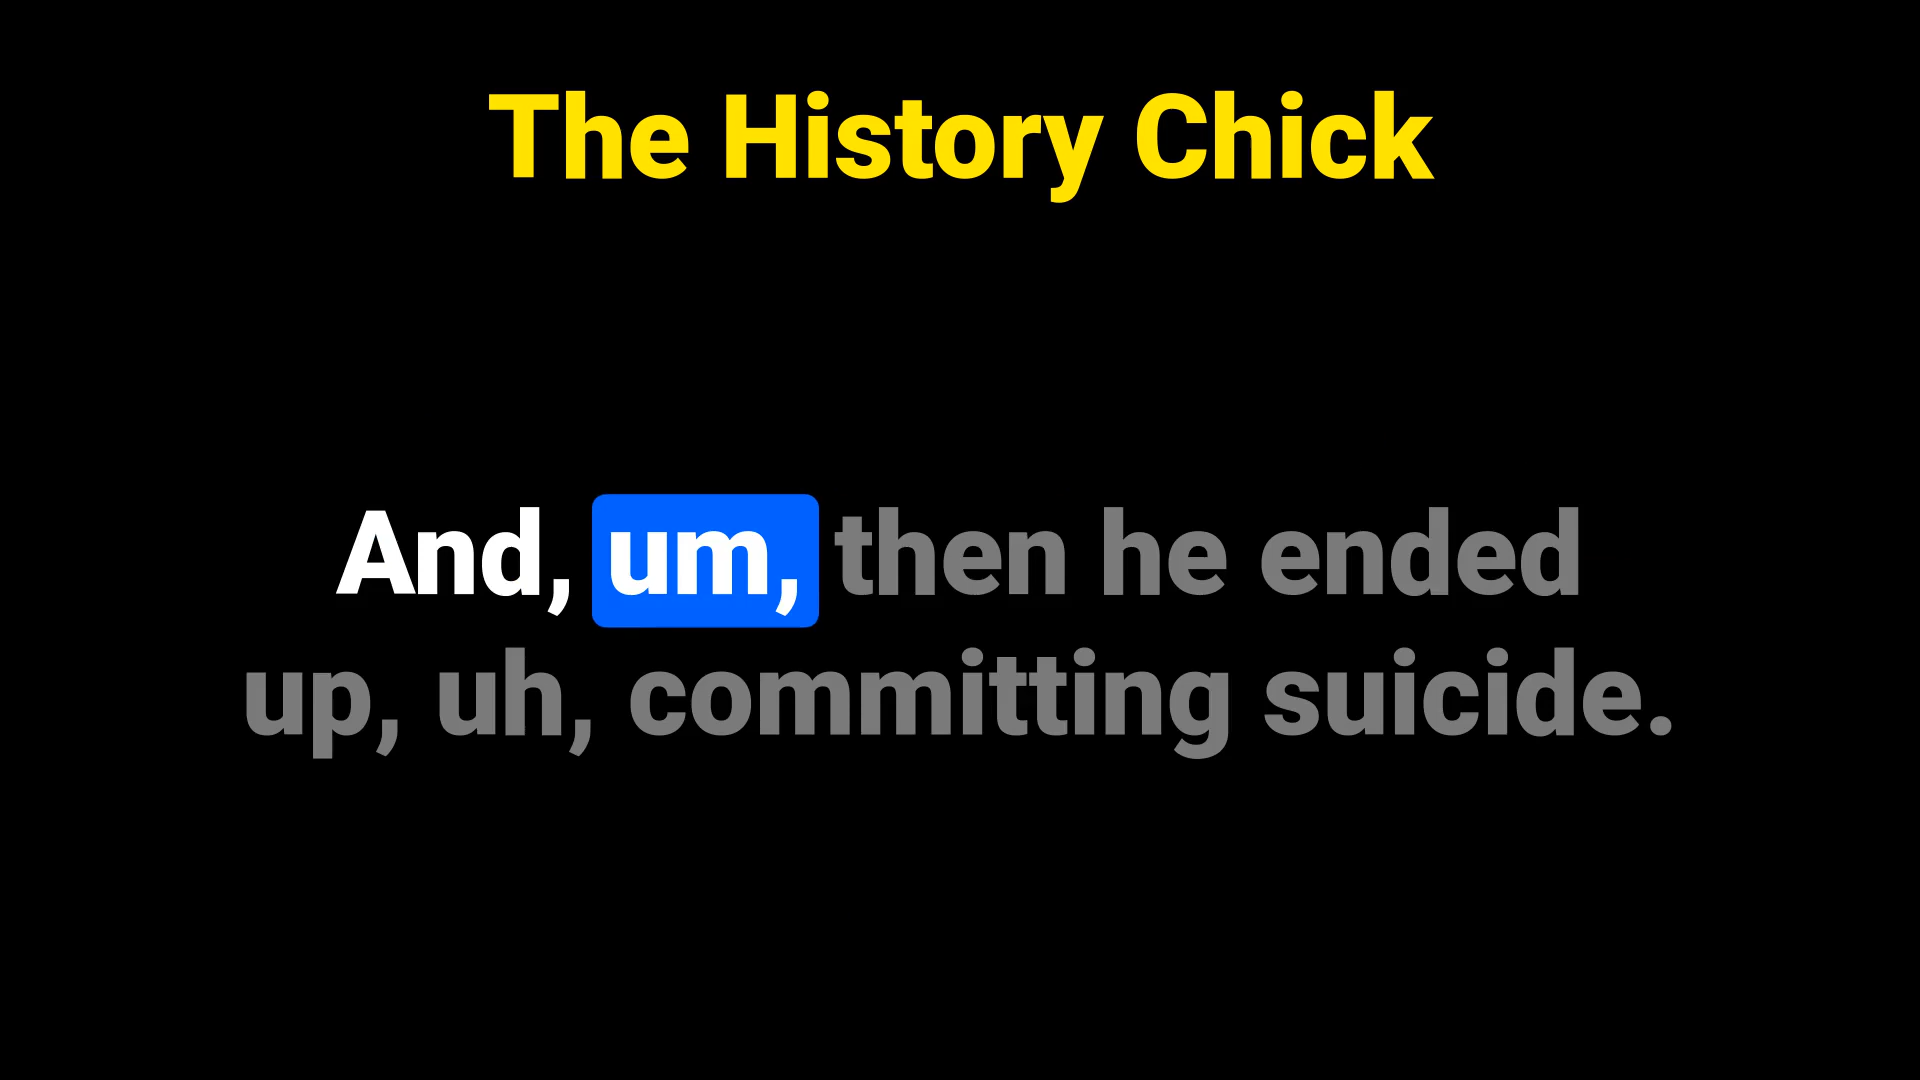 The History Chick
And, um, then he ended
up, uh, committing suicide.